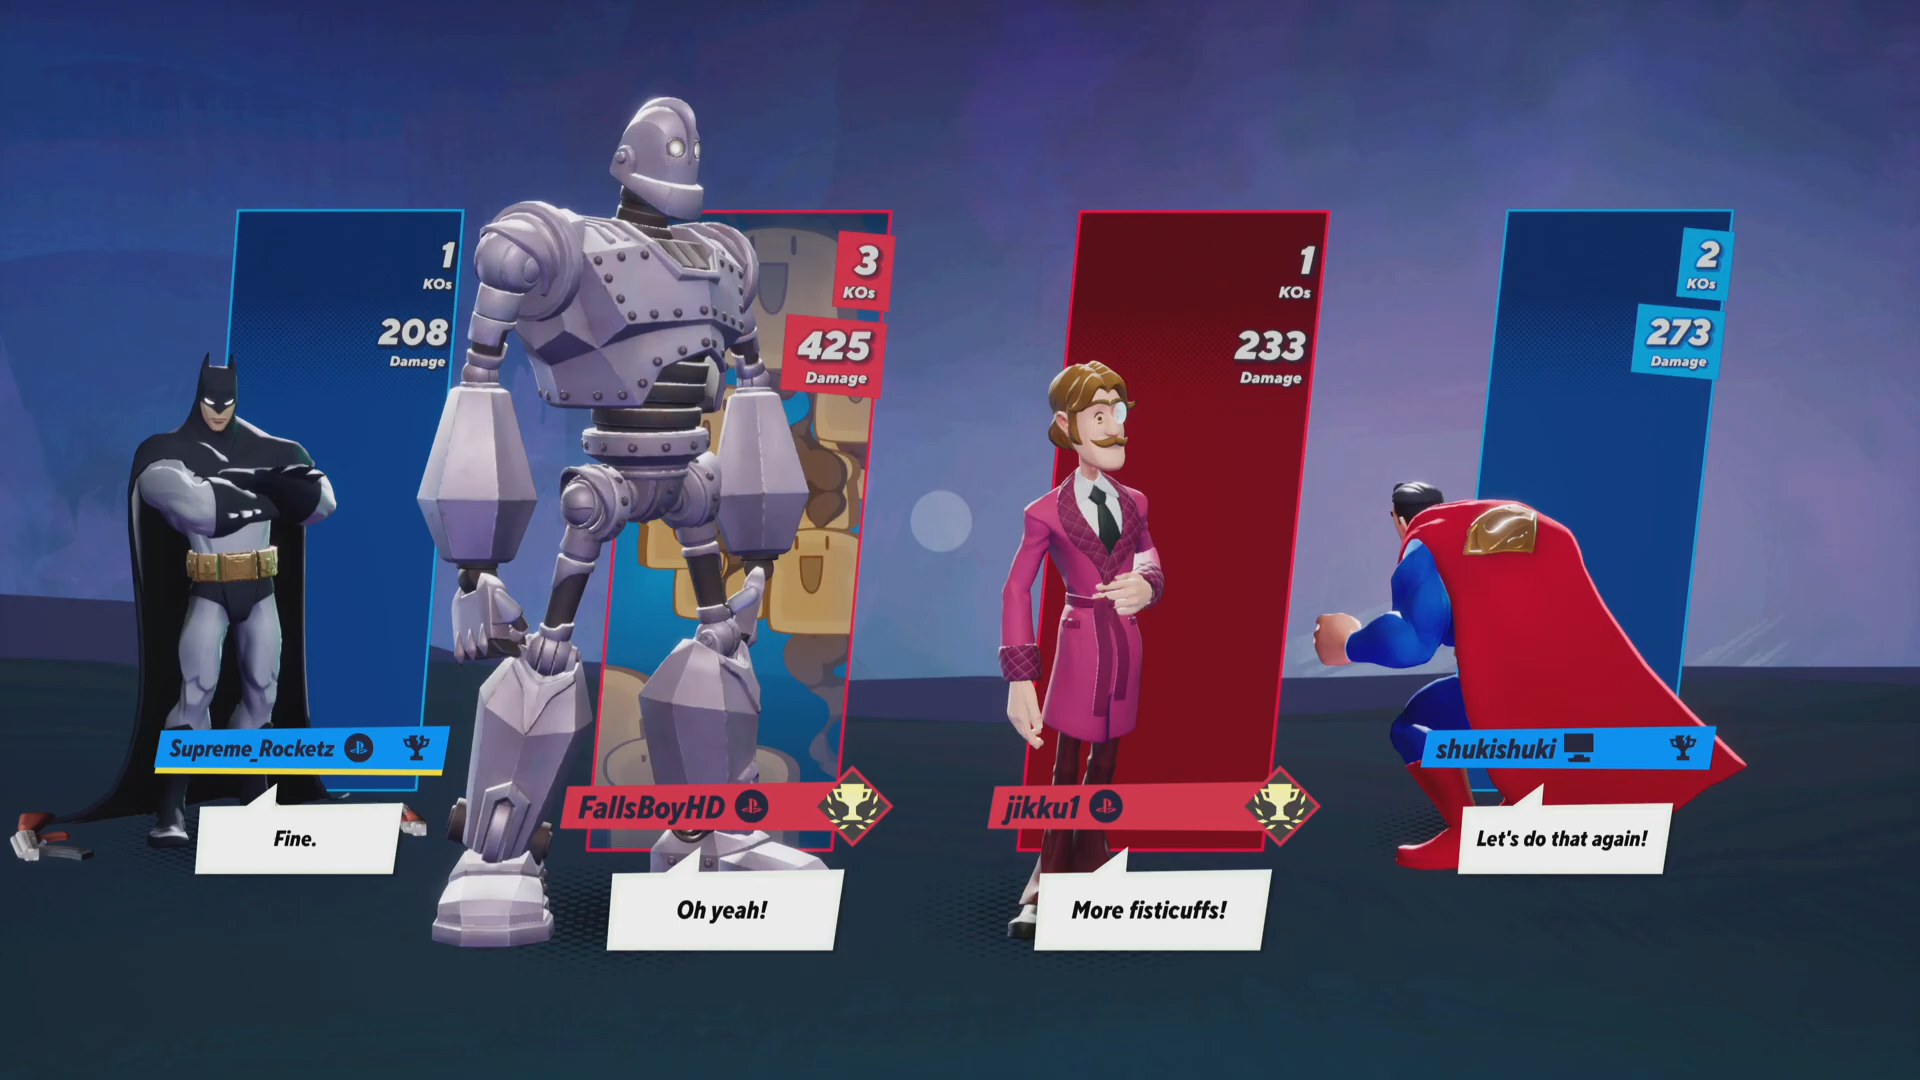 1
KOs
208
Damage
Supreme_Rocketz
Fine.
3
KOs
425
Damage
FallsBoyHD
Oh yeah!
1
KOs
233
Damage
jikku1
More fisticuffs!
2
KOs
273
Damage
shukishuki
Let's do that again!